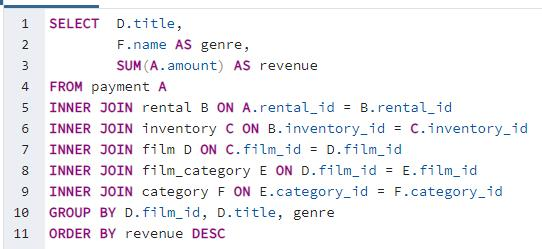 1 SELECT D.title,
2 F.name AS genre,
3 SUM(A.amount) AS revenue
4 FROM payment A
5 INNER JOIN rental B ON A.rental_id = B.rental_id
6 INNER JOIN inventory C ON B.inventory_id = C.inventory_id
7 INNER JOIN film D ON C.film_id = D.film_id
8 INNER JOIN film_category E ON D.film_id = E.film_id
9 INNER JOIN category F ON E.category_id = F.category_id
10 GROUP BY D.film_id, D.title, genre
11 ORDER BY revenue DESC